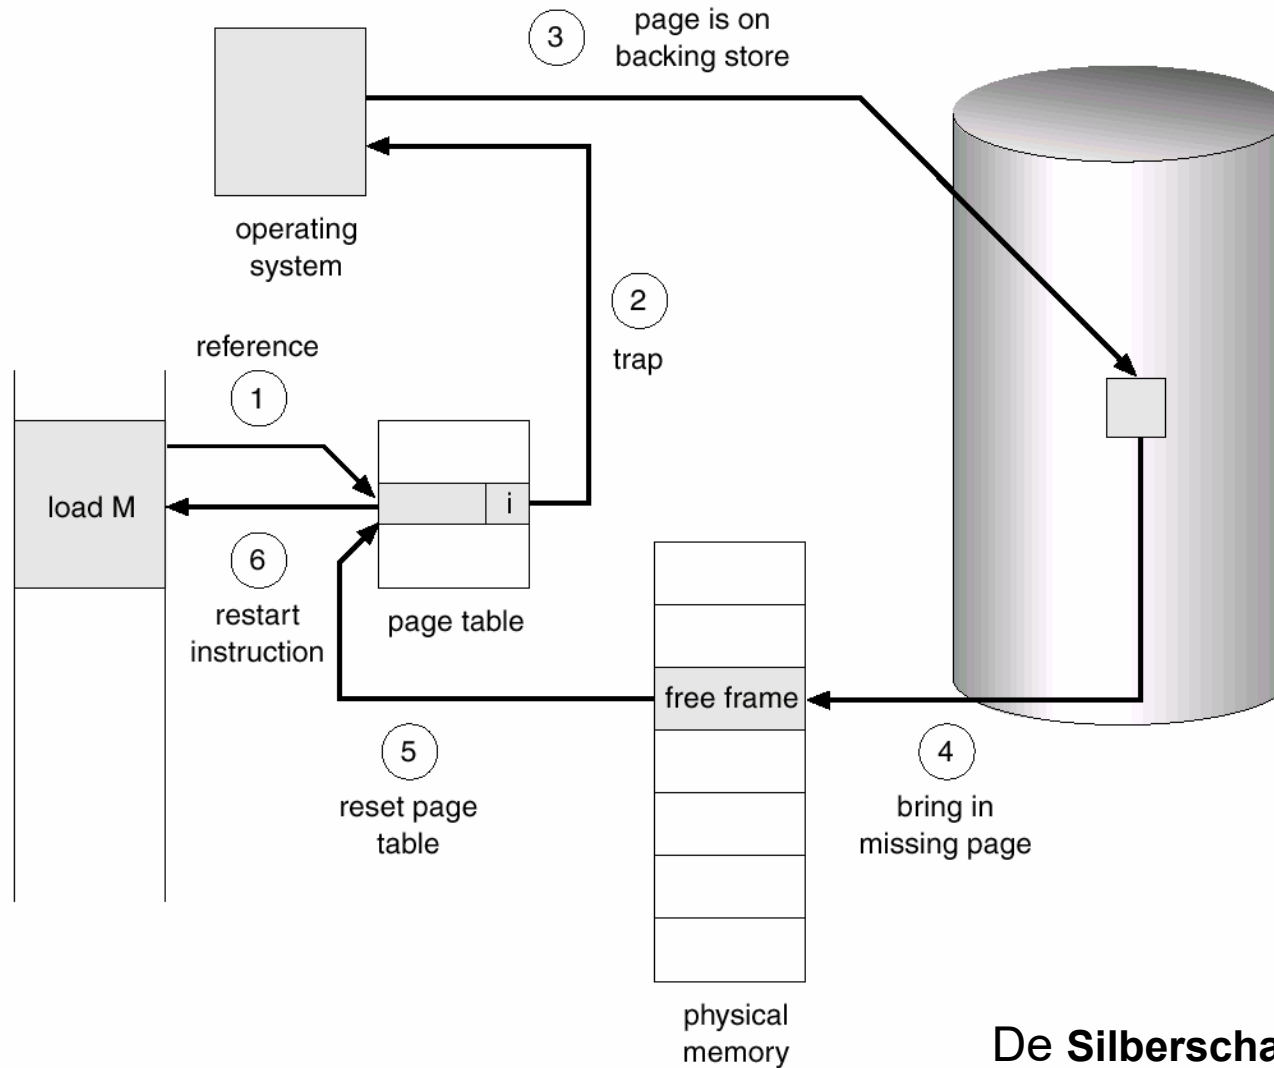 3
page is on
backing store
operating
system
2
trap
reference
1
load M
i
6
restart
instruction
page table
free frame
5
reset page
table
4
bring in
missing page
physical
memory
De Silberscha